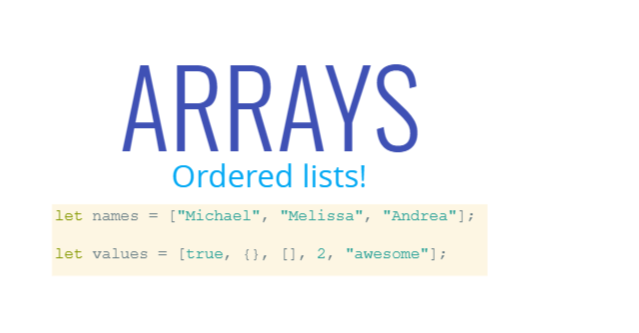 ARRAYS
Ordered lists!
let names = ["Michael", "Melissa", "Andrea"];
let values = [true, {}, [], 2, "awesome"];